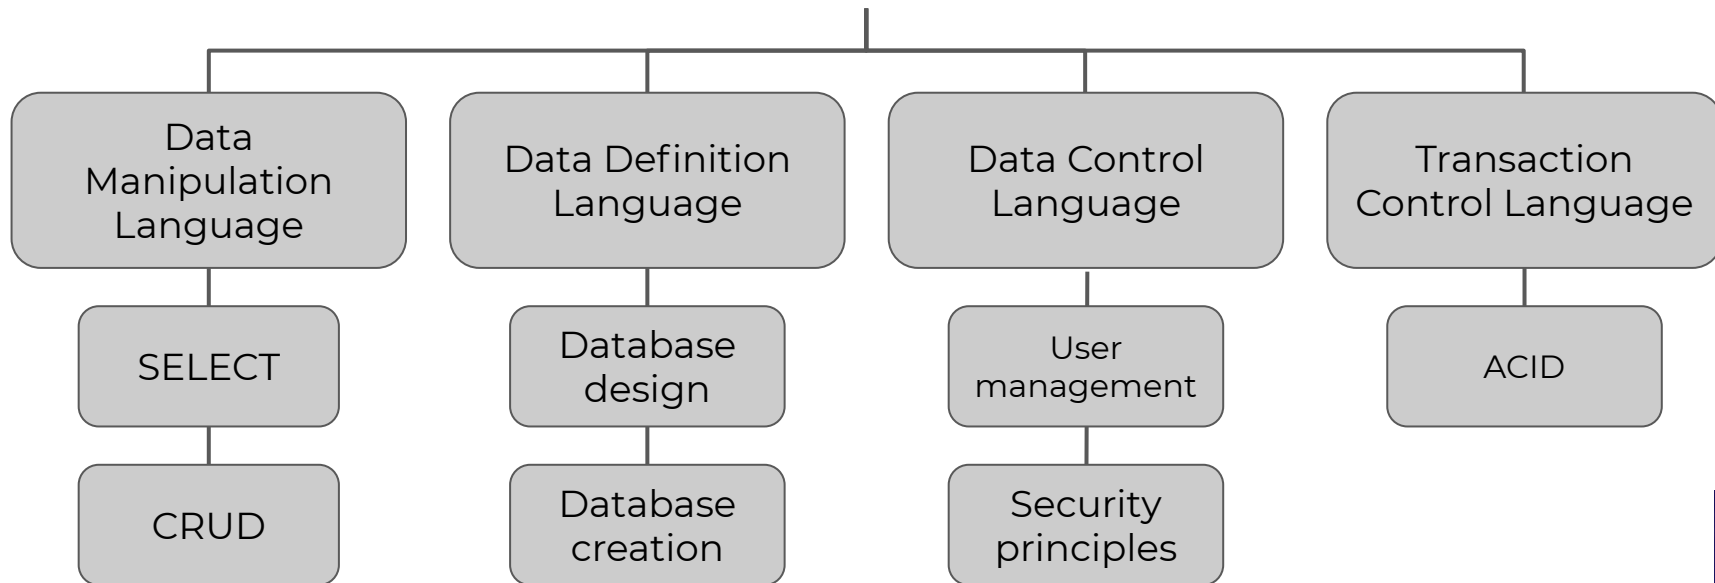 Data
Manipulation
Language
Data Definition
Language
Data Control
Language
Transaction
Control Language
SELECT
Database
design
User
management
ACID
CRUD
Database
creation
Security
principles